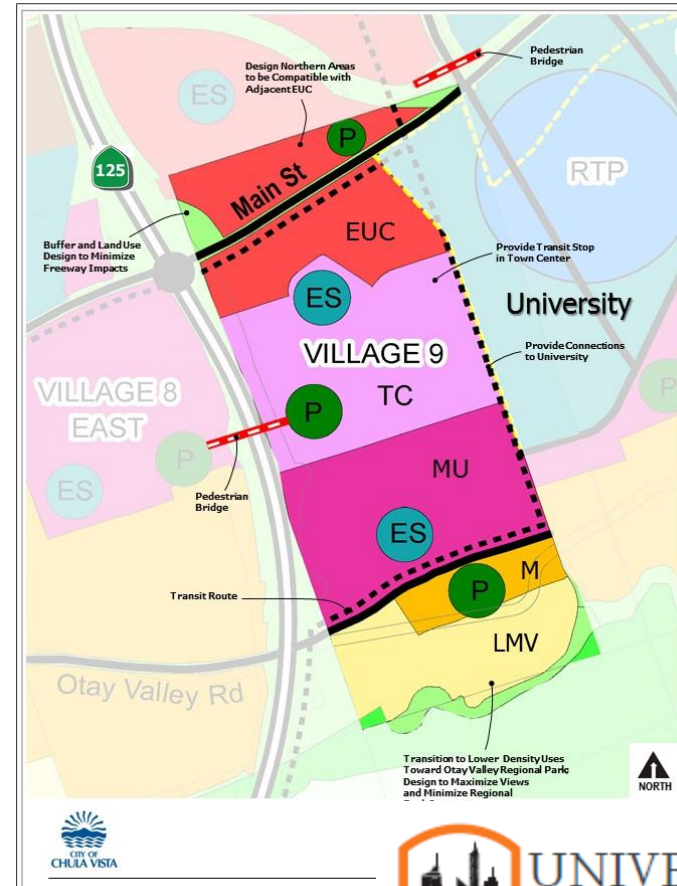 Pedestrian
Bridge
Design Northern Areas
to be Compatible with
Adjacent EUC
ES
P
125
Main St
RTP
EUC
Buffer and Land Use
Design to Minimize
Freeway Impacts
Provide Transit Stop
in Town Center
ES
University
VILLAGE 9
Provide Connections
to University
VILLAGE 8
EAST
TC
P
P
P
MU
ES
Pedestrian
Bridge
ES
M
P
Transit Route
LMV
Otay Valley Rd
Transition to Lower Density Uses
Toward Otay Valley Regional Park;
Design to Maximize Views
and Minimize Regional
NORTH
CITY OF
CHULA VISTA